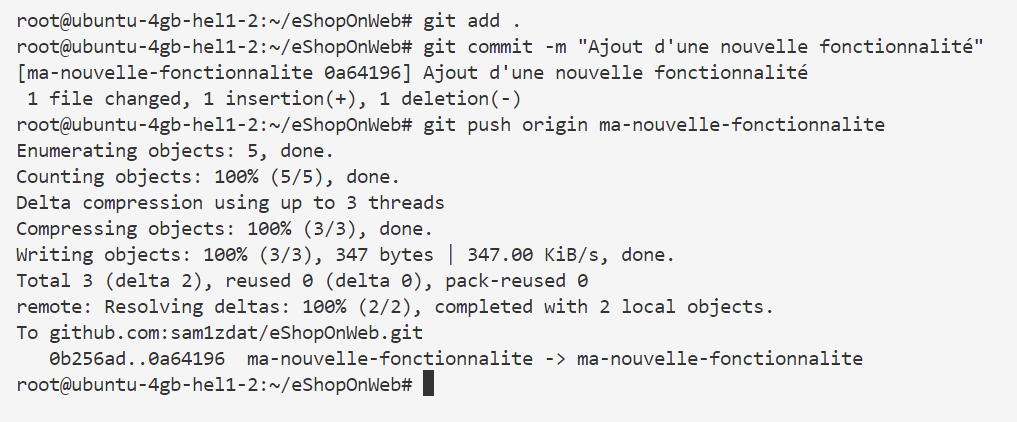 root@ubuntu-4gb-hel1-2:~/eShopOnWeb# git add .
root@ubuntu-4gb-hel1-2:~/eShopOnWeb# git commit -m "Ajout d'une nouvelle fonctionnalité"
[ma-nouvelle-fonctionnalite 0a64196] Ajout d'une nouvelle fonctionnalité
 1 file changed, 1 insertion(+), 1 deletion(-)
root@ubuntu-4gb-hel1-2:~/eShopOnWeb# git push origin ma-nouvelle-fonctionnalite
Enumerating objects: 5, done.
Counting objects: 100% (5/5), done.
Delta compression using up to 3 threads
Compressing objects: 100% (3/3), done.
Writing objects: 100% (3/3), 347 bytes | 347.00 KiB/s, done.
Total 3 (delta 2), reused 0 (delta 0), pack-reused 0
remote: Resolving deltas: 100% (2/2), completed with 2 local objects.
To github.com:sam1zdat/eShopOnWeb.git
   0b256ad..0a64196  ma-nouvelle-fonctionnalite -> ma-nouvelle-fonctionnalite
root@ubuntu-4gb-hel1-2:~/eShopOnWeb#